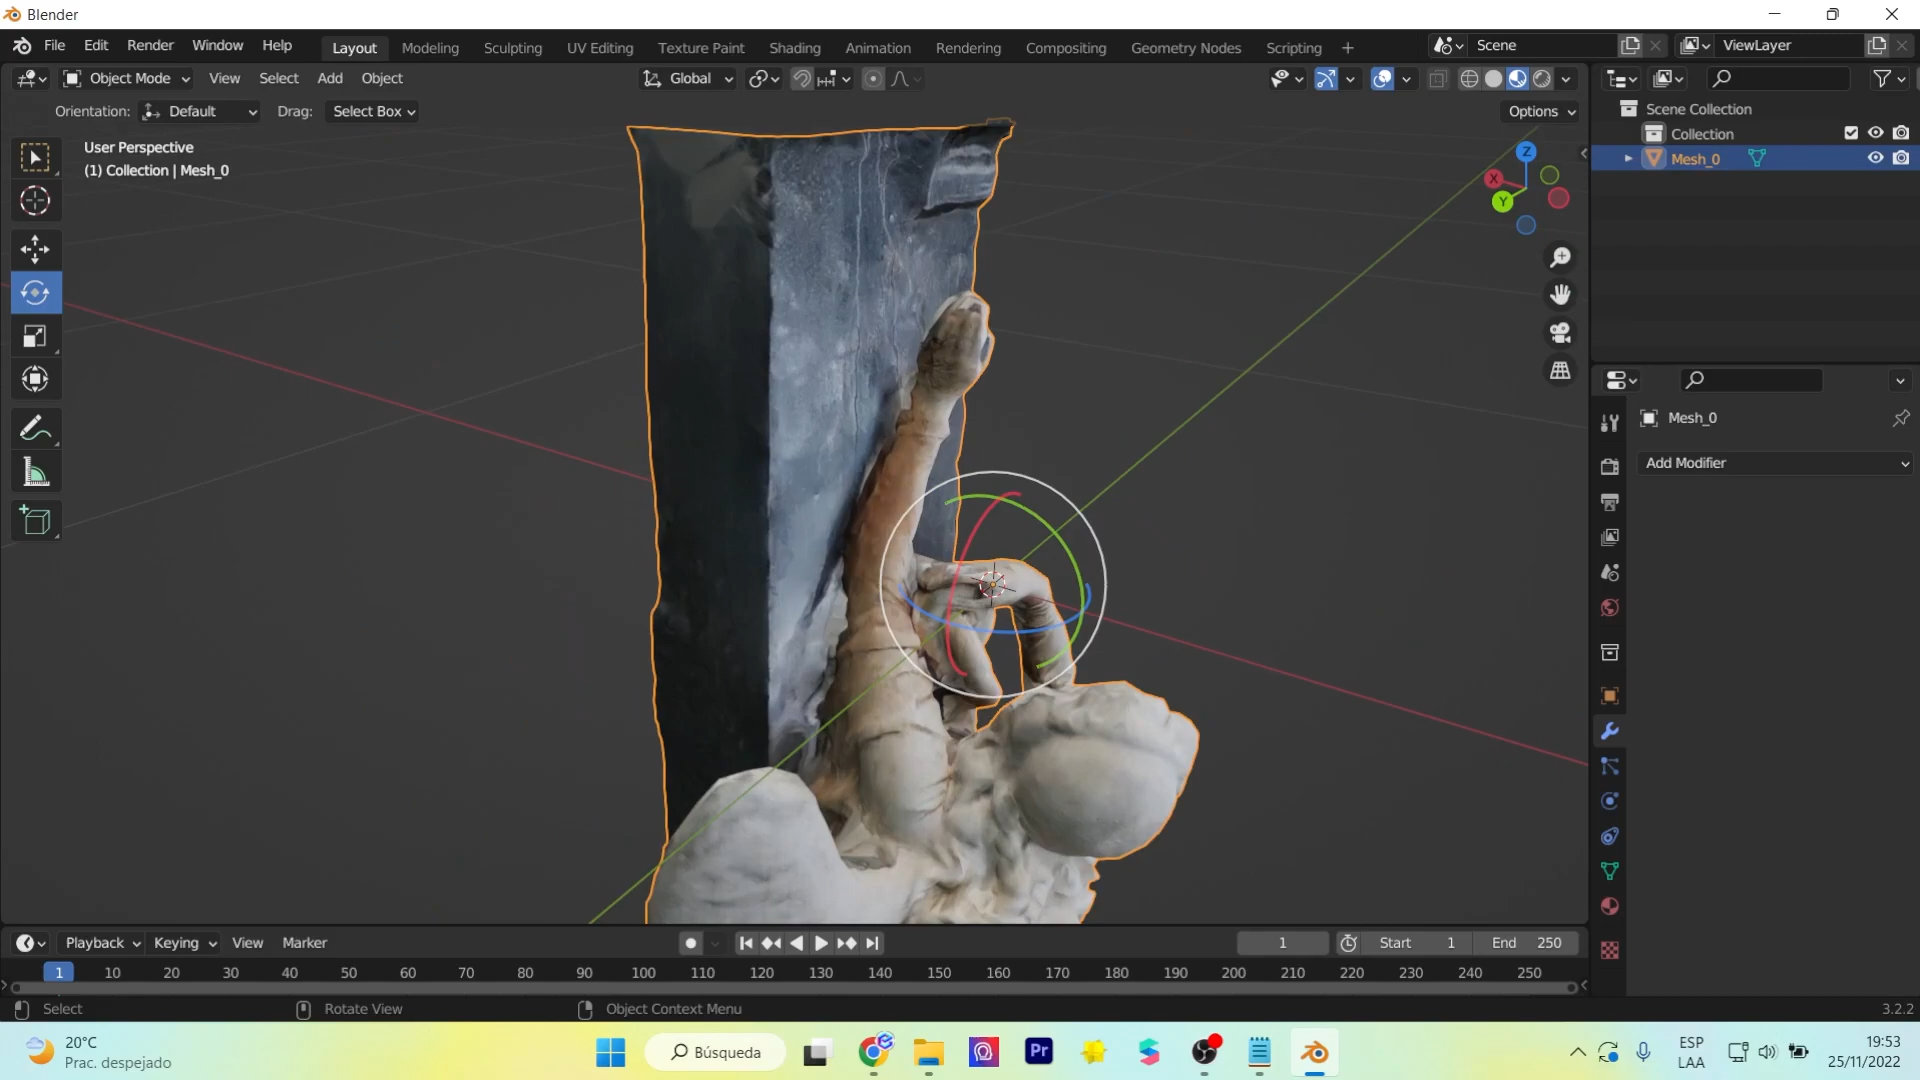 Blender
File Edit Render Window Help Layout Modeling Sculpting UV Editing Texture Paint Shading Animation Rendering Compositing Geometry Nodes Scripting + Scene ViewLayer
Object Mode View Select Add Object Global
Orientation: Default Drag: Select Box Options
User Perspective
(1) Collection | Mesh_0
Z
X
Y
Scene Collection
Collection
Mesh_0
Mesh_0
Add Modifier
Playback Keying View Marker 1 Start 1 End 250
1 10 20 30 40 50 60 70 80 90 100 110 120 130 140 150 160 170 180 190 200 210 220 230 240 250
Select Rotate View Object Context Menu 3.2.2
20°C
Prac. despejado
Búsqueda
Pr
ESP
LAA
19:53
25/11/2022